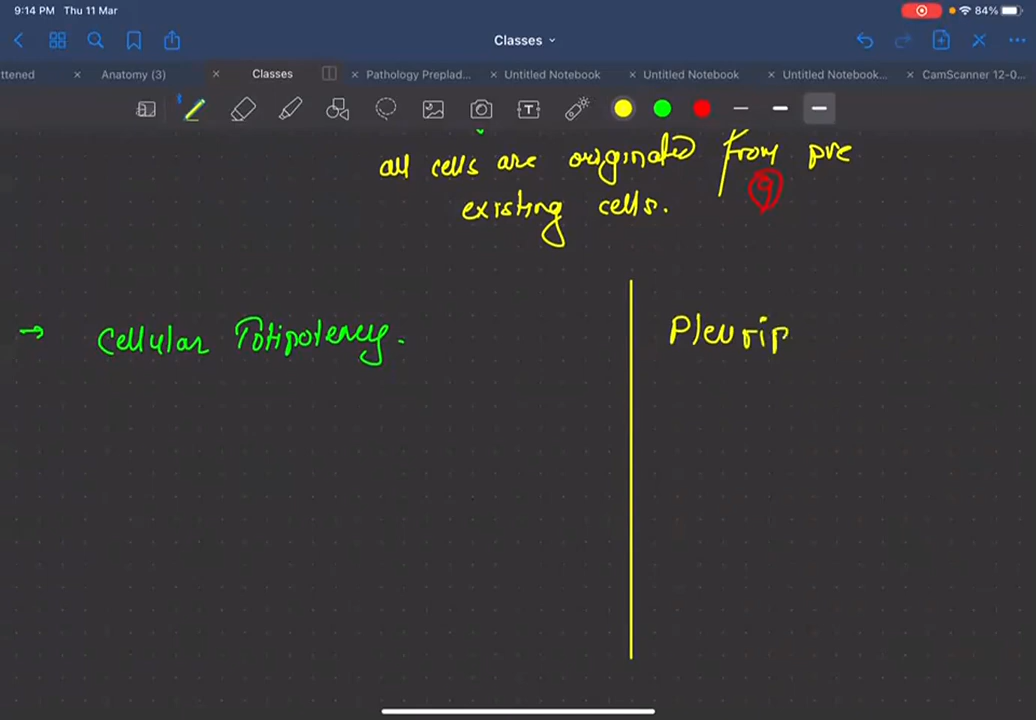 9:14 PM Thu 11 Mar
84%
Classes
ttened
Anatomy (3)
Classes
Pathology Preplad...
Untitled Notebook
Untitled Notebook
Untitled Notebook...
CamScanner 12-0...
all cells are originated from pre
9
existing cells.
→ Cellular Totipotency.
Pleurip